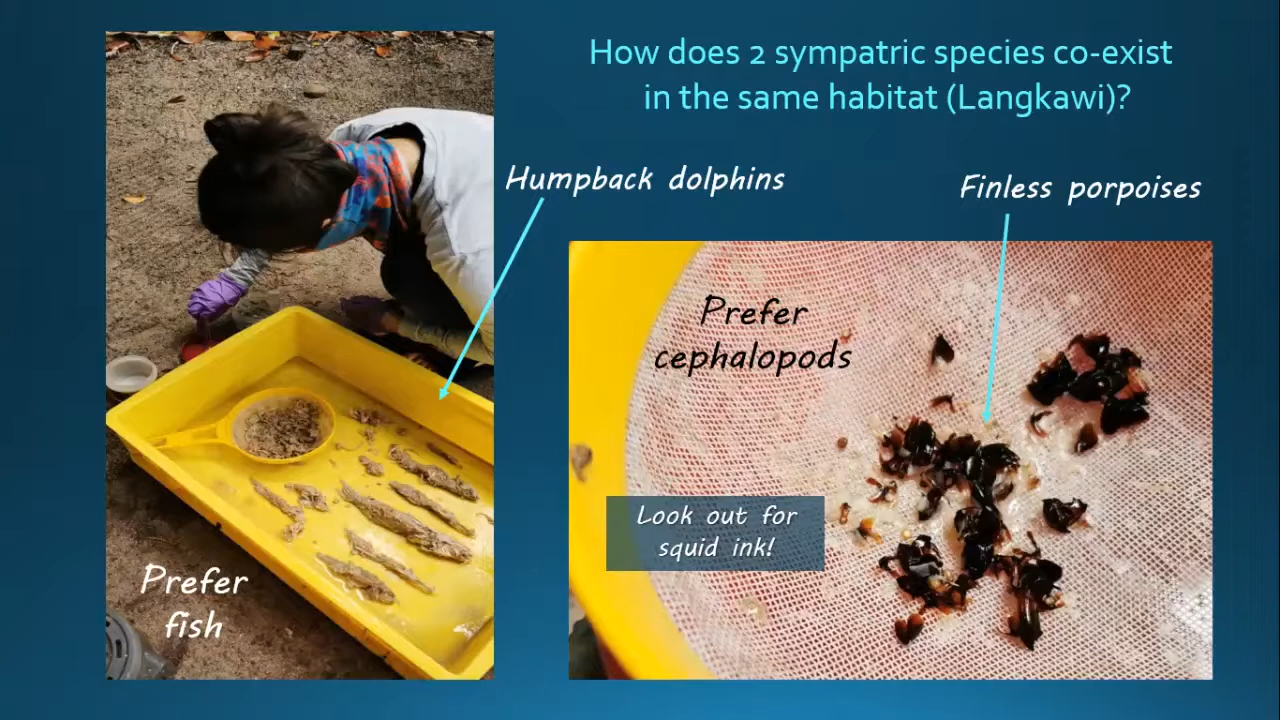 How does 2 sympatric species co-exist
in the same habitat (Langkawi)?
Humpback dolphins
Finless porpoises
Prefer
cephalopods
Look out for
squid ink!
Prefer
fish